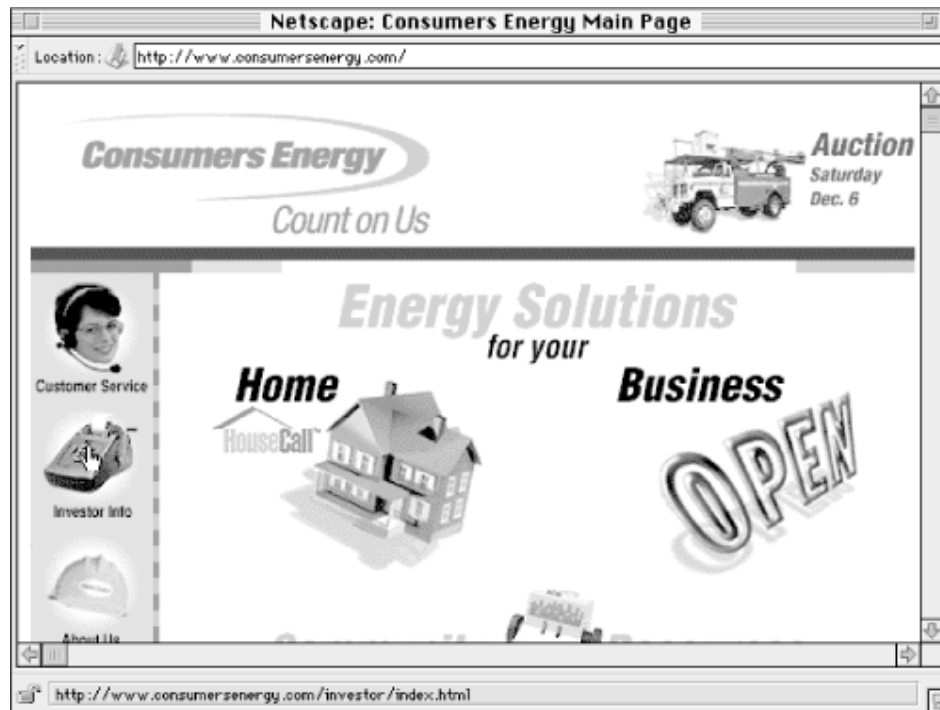 Netscape: Consumers Energy Main Page
Location: http://www.consumersenergy.com/
Consumers Energy
Count on Us
Auction
Saturday
Dec. 6
Energy Solutions
for your
Home
Business
HouseCall™
OPEN
Customer Service
Investor Info
About Us
http://www.consumersenergy.com/investor/index.html